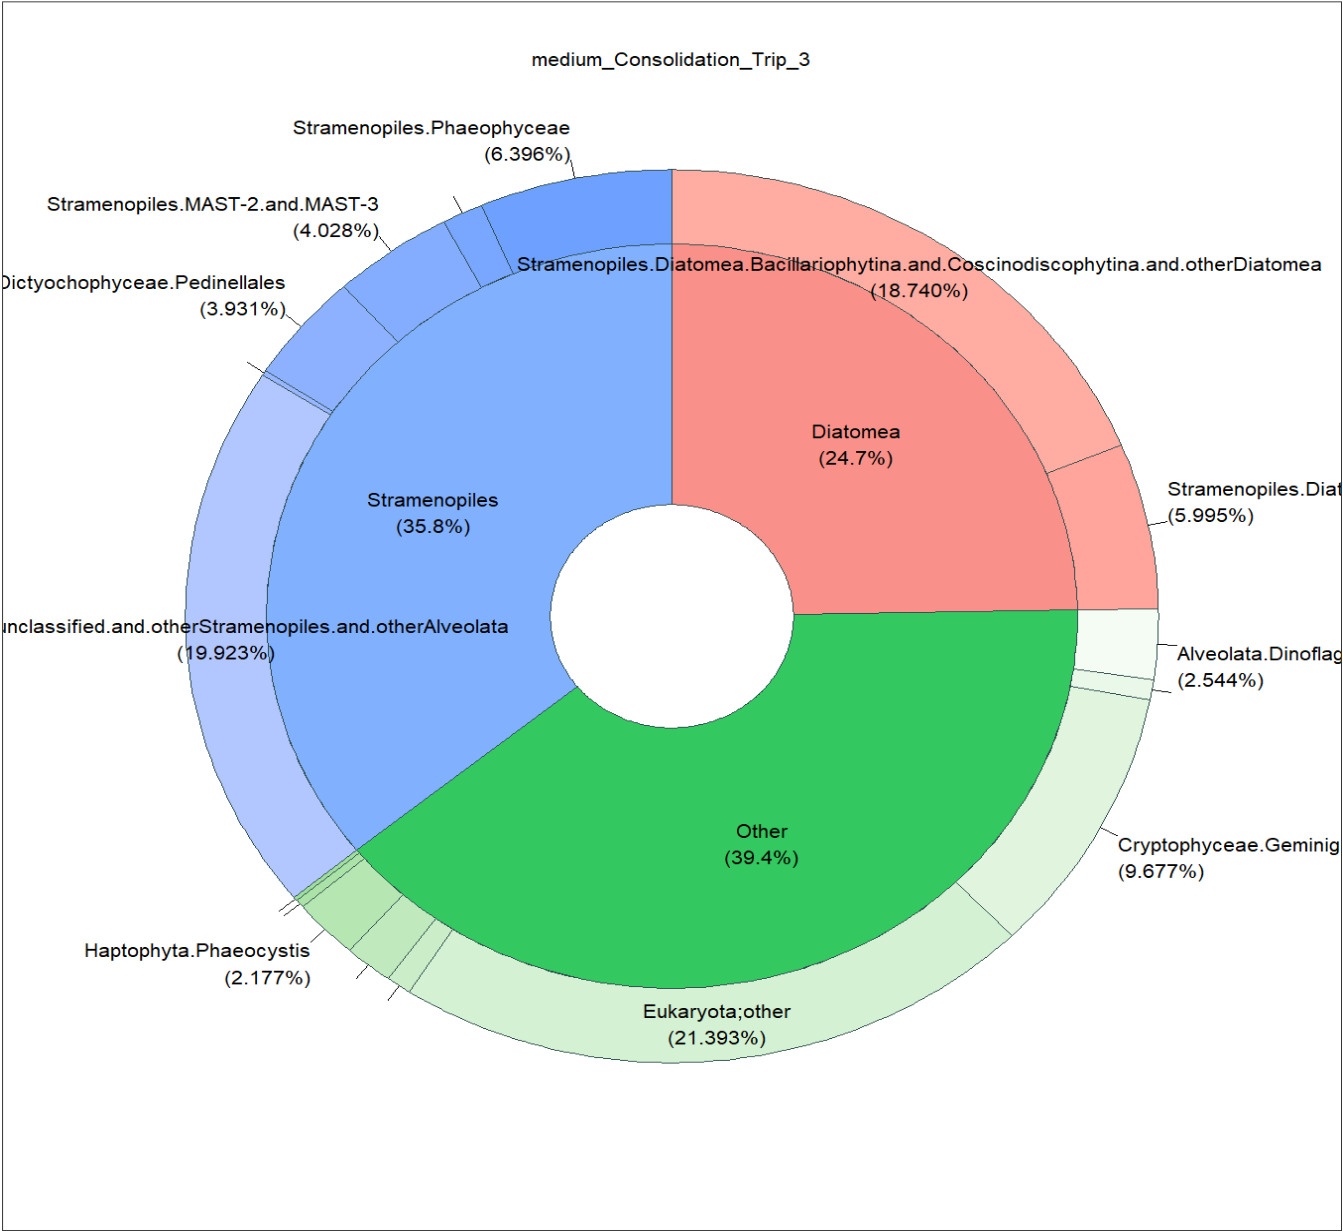 medium_Consolidation_Trip_3
Stramenopiles.Phaeophyceae
(6.396%)
Stramenopiles.MAST-2.and.MAST-3
(4.028%)
Dictyochophyceae.Pedinellales
(3.931%)
Stramenopiles.Diatomea.Bacillariophytina.and.Coscinodiscophytina.and.otherDiatomea
(18.740%)
Diatomea
(24.7%)
Stramenopiles
(35.8%)
Stramenopiles.Diat
(5.995%)
unclassified.and.otherStramenopiles.and.otherAlveolata
(19.923%)
Alveolata.Dinoflag
(2.544%)
Other
(39.4%)
Cryptophyceae.Geminig
(9.677%)
Haptophyta.Phaeocystis
(2.177%)
Eukaryota;other
(21.393%)